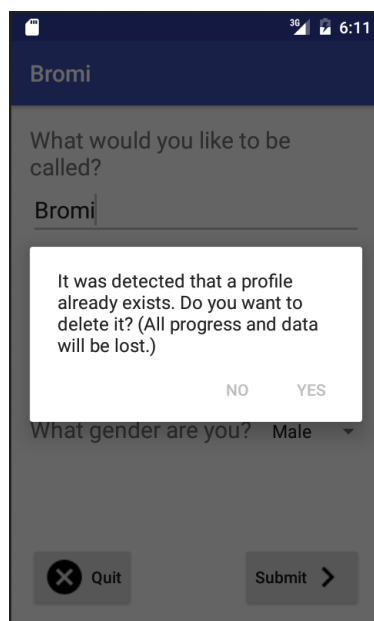 3G 6:11
Bromi
What would you like to be
called?
Bromi
It was detected that a profile
already exists. Do you want to
delete it? (All progress and data
will be lost.)
NO YES
What gender are you? Male
Quit Submit